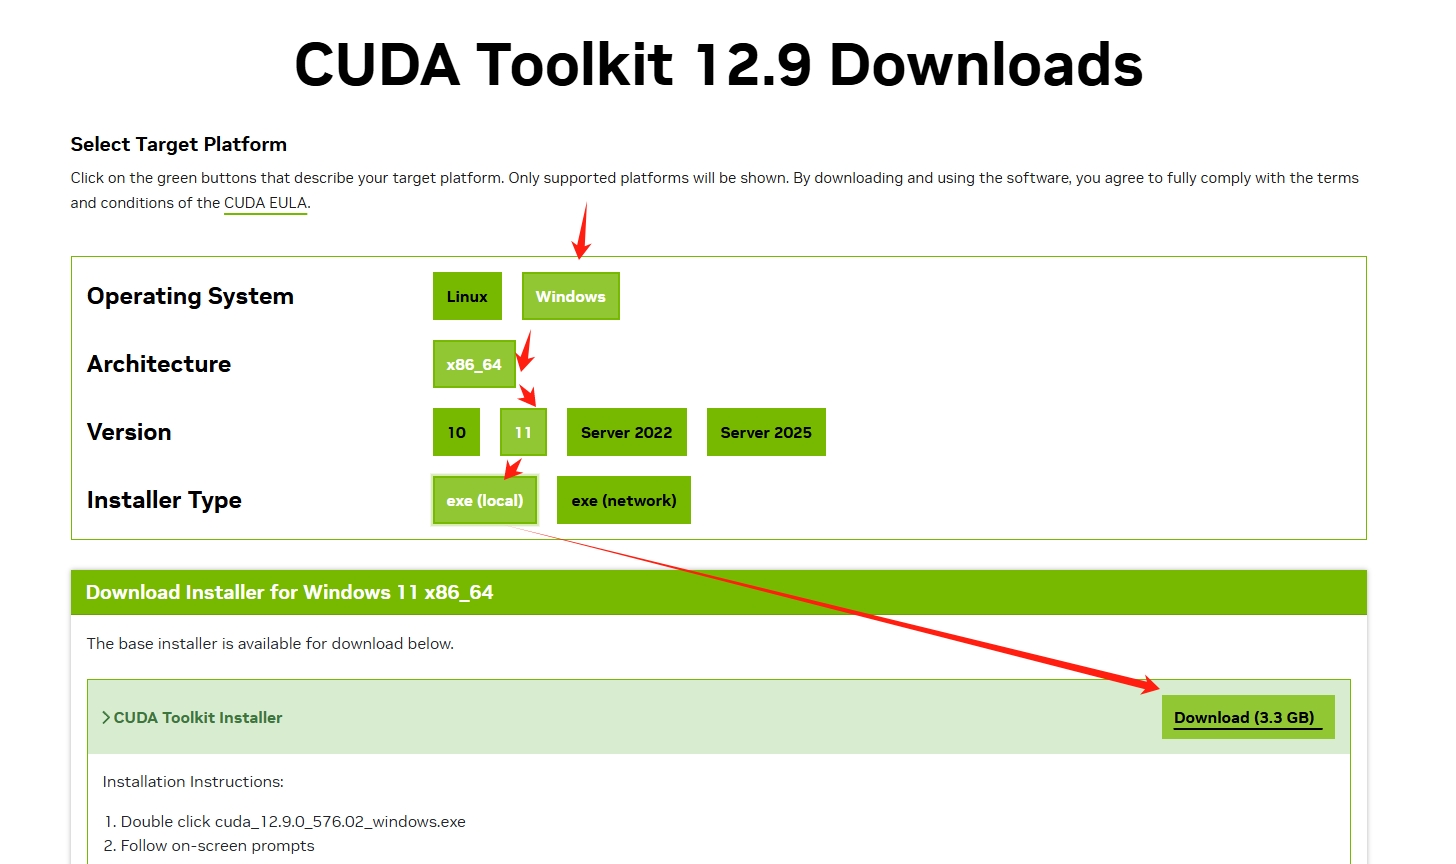 CUDA Toolkit 12.9 Downloads
Select Target Platform
Click on the green buttons that describe your target platform. Only supported platforms will be shown. By downloading and using the software, you agree to fully comply with the terms
and conditions of the CUDA EULA.
Operating System Linux Windows
Architecture x86_64
Version 10 11 Server 2022 Server 2025
Installer Type exe (local) exe (network)
Download Installer for Windows 11 x86_64
The base installer is available for download below.
CUDA Toolkit Installer Download (3.3 GB)
Installation Instructions:
1. Double click cuda_12.9.0_576.02_windows.exe
2. Follow on-screen prompts